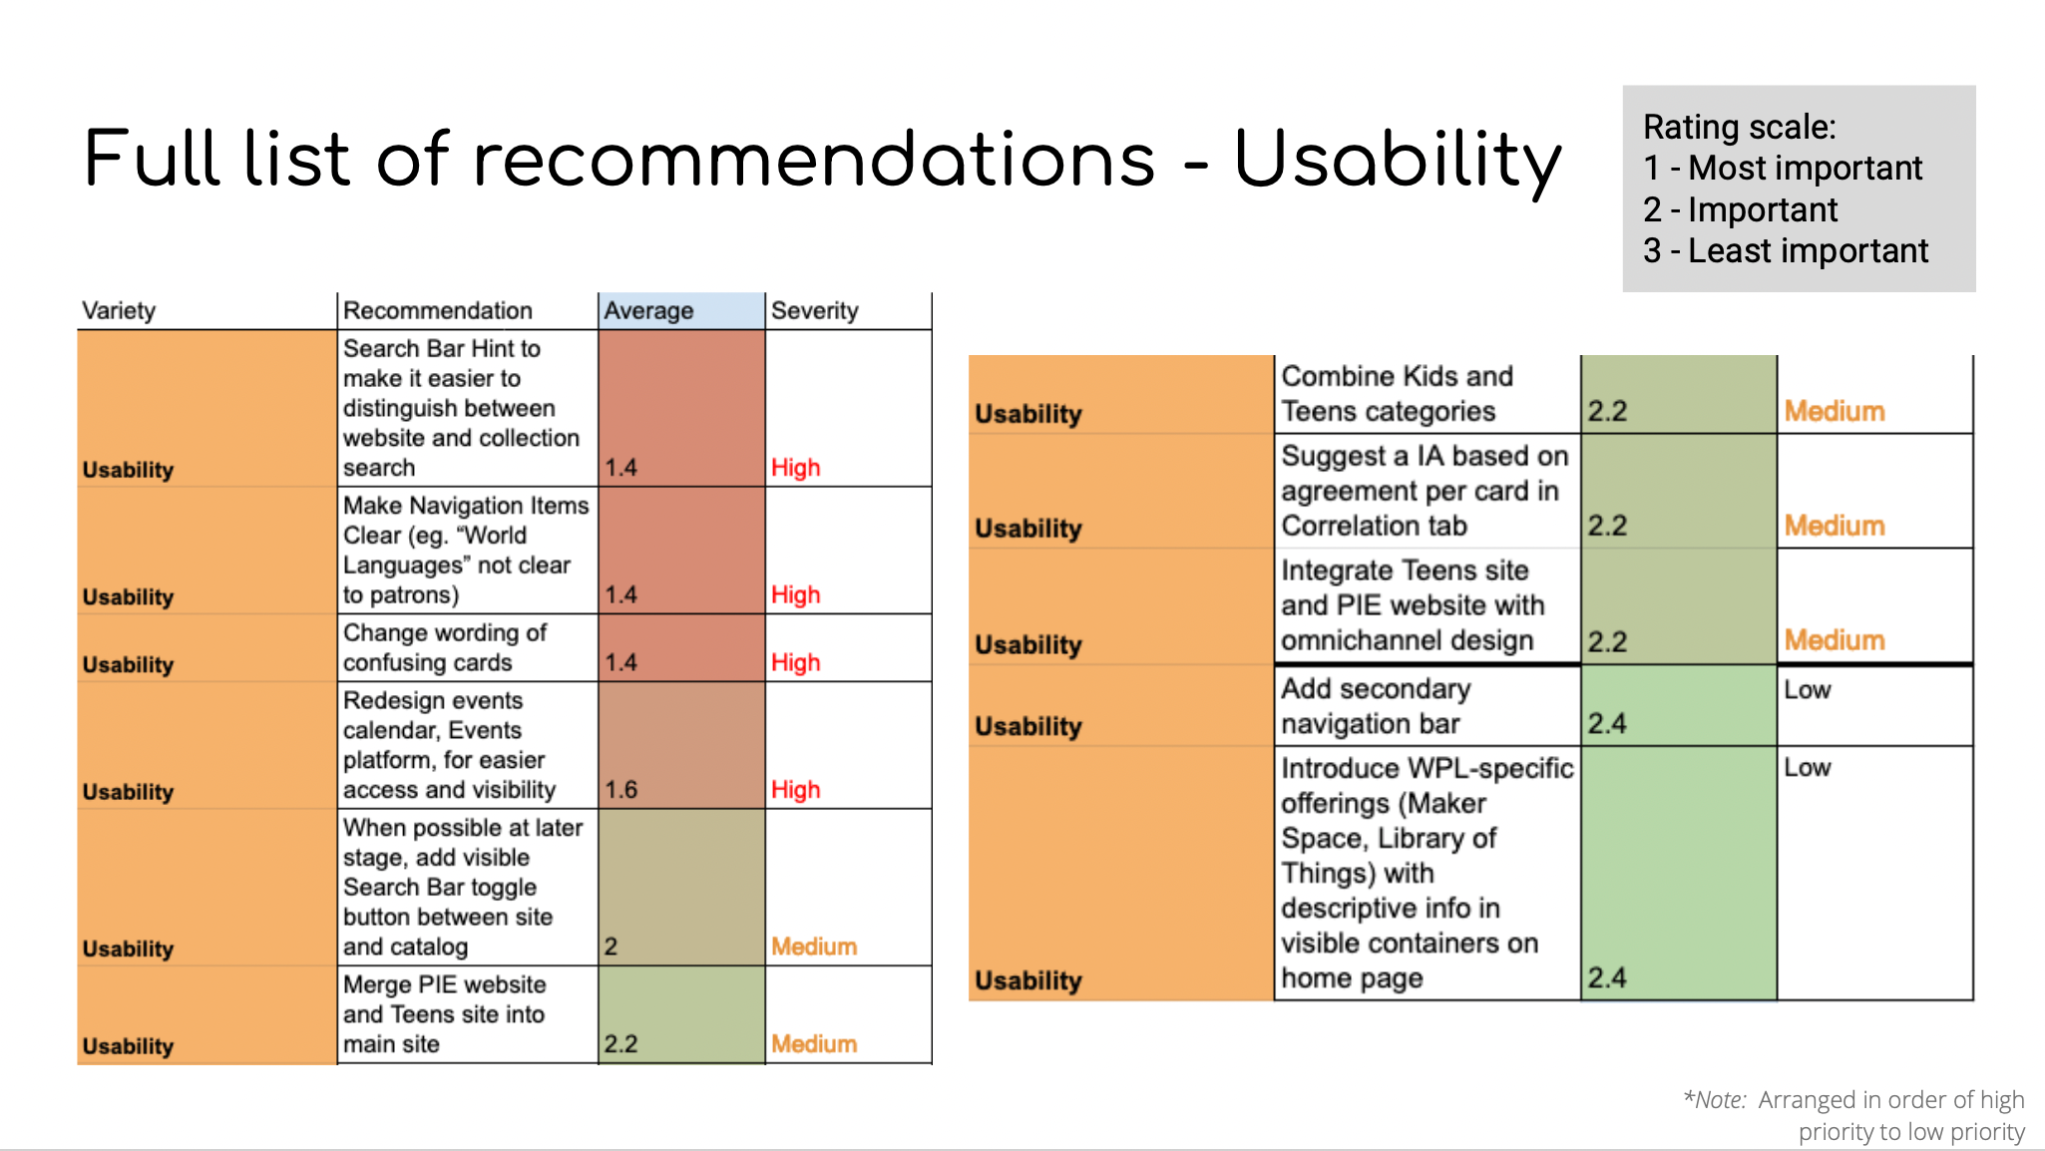 Full list of recommendations - Usability
Rating scale:
1 - Most important
2 - Important
3 - Least important
Variety Recommendation Average Severity
Search Bar Hint to
make it easier to
distinguish between
website and collection
Usability search 1.4 High
Make Navigation Items
Clear (eg. “World
Languages” not clear
Usability to patrons) 1.4 High
Change wording of
Usability confusing cards 1.4 High
Redesign events
calendar, Events
platform, for easier
Usability access and visibility 1.6 High
When possible at later
stage, add visible
Search Bar toggle
button between site
Usability and catalog 2 Medium
Merge PIE website
and Teens site into
Usability main site 2.2 Medium
Combine Kids and
Usability Teens categories 2.2 Medium
Suggest a IA based on
agreement per card in
Usability Correlation tab 2.2 Medium
Integrate Teens site
and PIE website with
Usability omnichannel design 2.2 Medium
Add secondary Low
Usability navigation bar 2.4
Introduce WPL-specific Low
offerings (Maker
Space, Library of
Things) with
descriptive info in
visible containers on
Usability home page 2.4
*Note: Arranged in order of high
priority to low priority